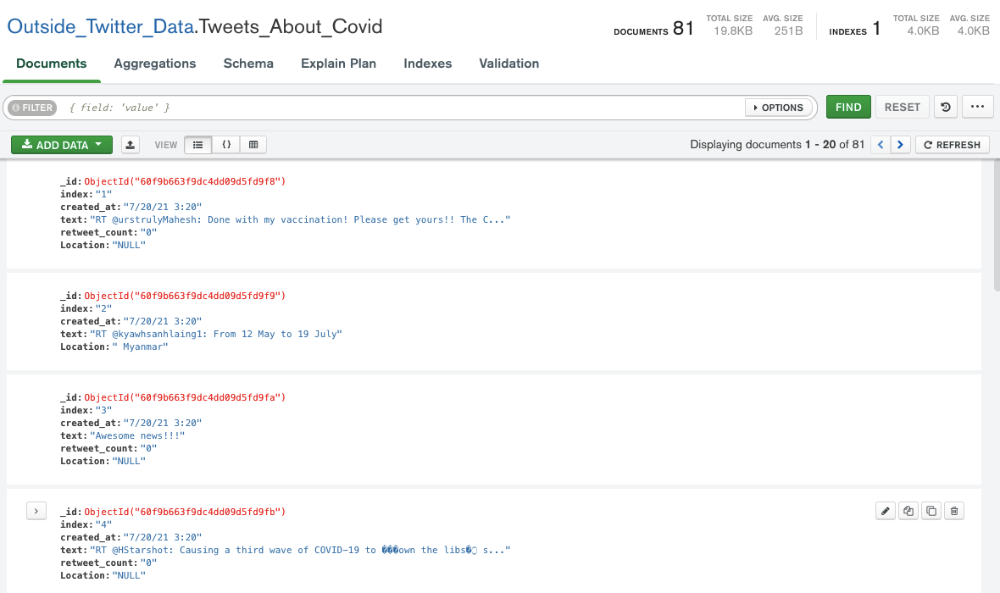 Outside_Twitter_Data.Tweets_About_Covid
DOCUMENTS 81 TOTAL SIZE 19.8KB AVG. SIZE 251B INDEXES 1 TOTAL SIZE 4.0KB AVG. SIZE 4.0KB
Documents Aggregations Schema Explain Plan Indexes Validation
FILTER { field: 'value' } OPTIONS FIND RESET ...
ADD DATA VIEW {} Displaying documents 1 - 20 of 81 < > REFRESH
_id: ObjectId("60f9b663f9dc4dd09d5fd9f8")
index: "1"
created_at: "7/20/21 3:20"
text: "RT @urstrulyMahesh: Done with my vaccination! Please get yours!! The C..."
retweet_count: "0"
Location: "NULL"
_id: ObjectId("60f9b663f9dc4dd09d5fd9f9")
index: "2"
created_at: "7/20/21 3:20"
text: "RT @kyawhsanhlaing1: From 12 May to 19 July"
Location: " Myanmar"
_id: ObjectId("60f9b663f9dc4dd09d5fd9fa")
index: "3"
created_at: "7/20/21 3:20"
text: "Awesome news!!!"
retweet_count: "0"
Location: "NULL"
_id: ObjectId("60f9b663f9dc4dd09d5fd9fb")
index: "4"
created_at: "7/20/21 3:20"
text: "RT @HStarshot: Causing a third wave of COVID-19 to ���own the libs� s..."
retweet_count: "0"
Location: "NULL"